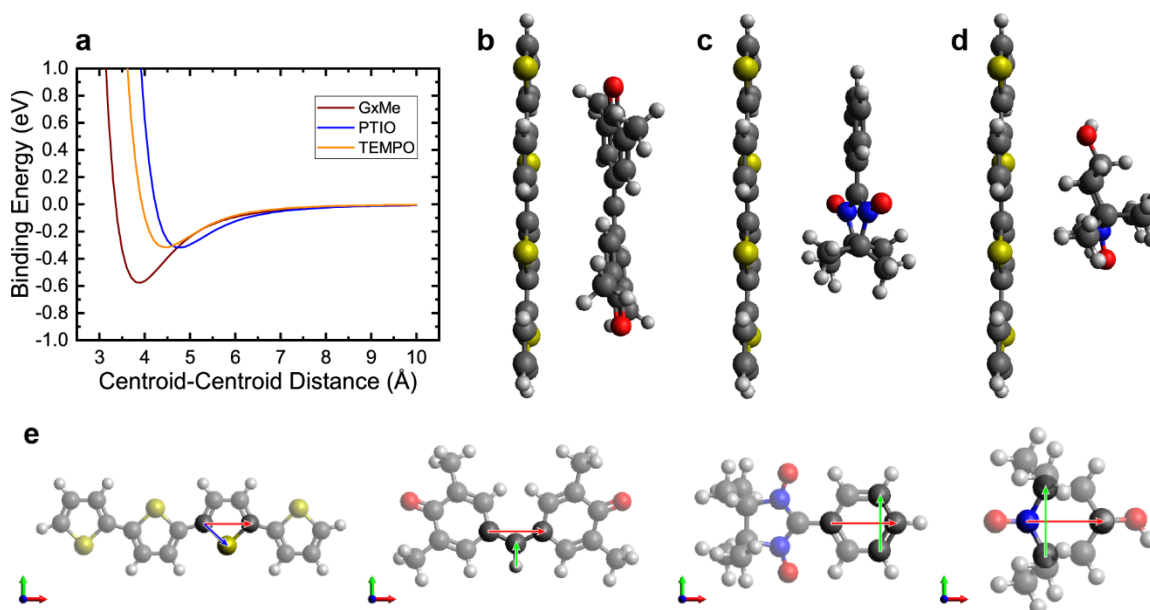 a
b
c
d
Binding Energy (eV)
1.0
0.8
0.6
0.4
0.2
0.0
-0.2
-0.4
-0.6
-0.8
-1.0
GxMe
PTIO
TEMPO
3 4 5 6 7 8 9 10
Centroid-Centroid Distance (Å)
e